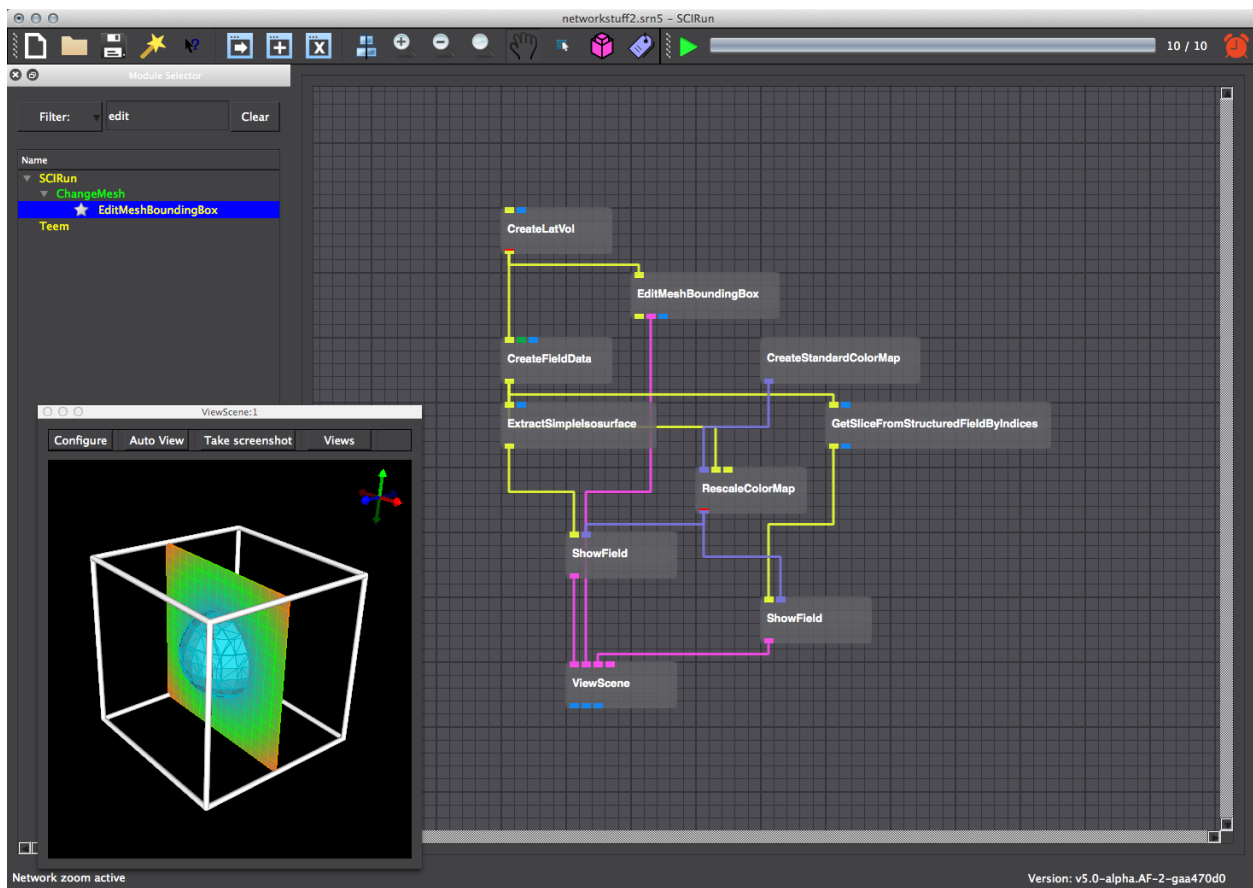 networkstuff2.srn5 – SCIRun
10 / 10
Module Selector
Filter:
edit
Clear
Name
SCIRun
ChangeMesh
EditMeshBoundingBox
Teem
CreateLatVol
EditMeshBoundingBox
CreateFieldData
CreateStandardColorMap
ExtractSimpleIsosurface
GetSliceFromStructuredFieldByIndices
RescaleColorMap
ShowField
ShowField
ViewScene
ViewScene:1
Configure
Auto View
Take screenshot
Views
Network zoom active
Version: v5.0-alpha.AF-2-gaa470d0